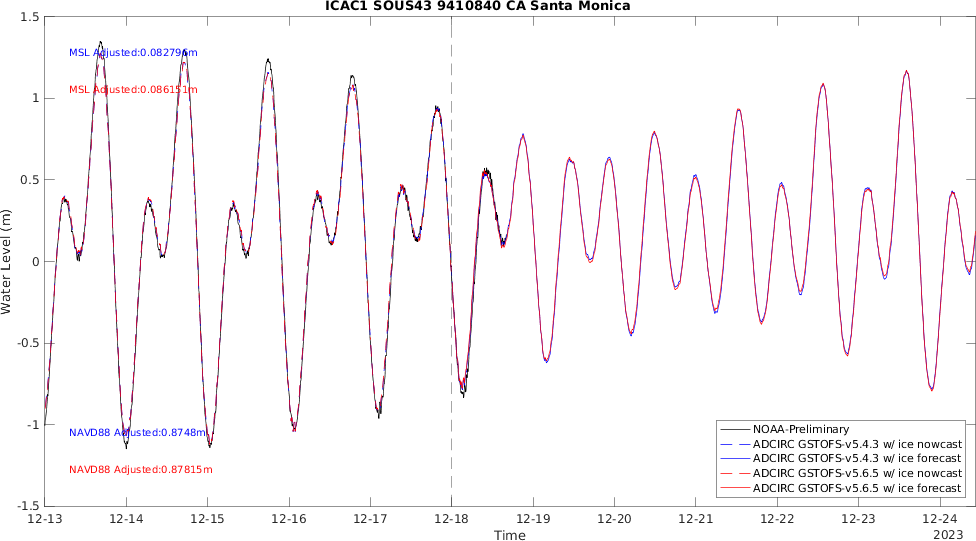 ICAC1 SOUS43 9410840 CA Santa Monica
1.5
1
0.5
0
-0.5
-1
-1.5
Water Level (m)
MSL Adjusted:0.082796m
MSL Adjusted:0.086151m
NAVD88 Adjusted:0.8748m
NAVD88 Adjusted:0.87815m
NOAA-Preliminary
ADCIRC GSTOFS-v5.4.3 w/ ice nowcast
ADCIRC GSTOFS-v5.4.3 w/ ice forecast
ADCIRC GSTOFS-v5.6.5 w/ ice nowcast
ADCIRC GSTOFS-v5.6.5 w/ ice forecast
12-13 12-14 12-15 12-16 12-17 12-18 12-19 12-20 12-21 12-22 12-23 12-24
Time
2023